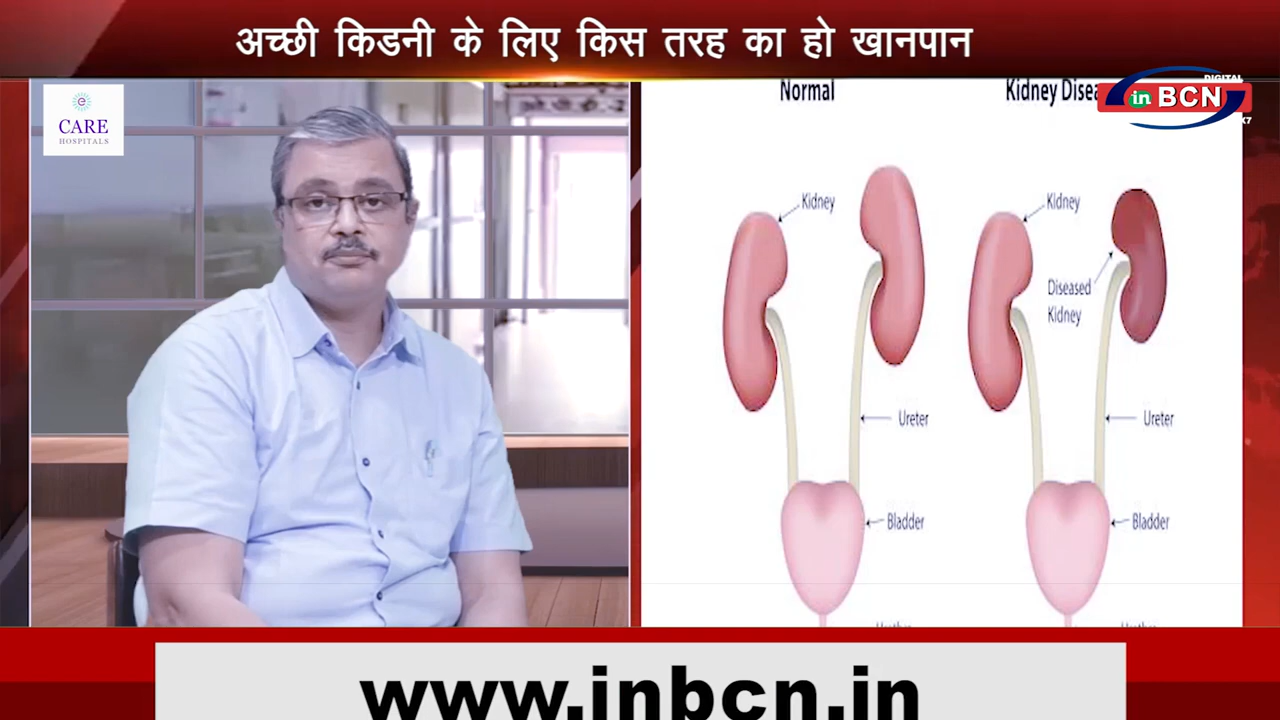 अच्छी किडनी के लिए किस तरह का हो खानपान
DIGITAL
in BCN
CARE
HOSPITALS
Normal
Kidney
Ureter
Bladder
Kidney
Diseased
Kidney
Ureter
Bladder
www.inbcn.in